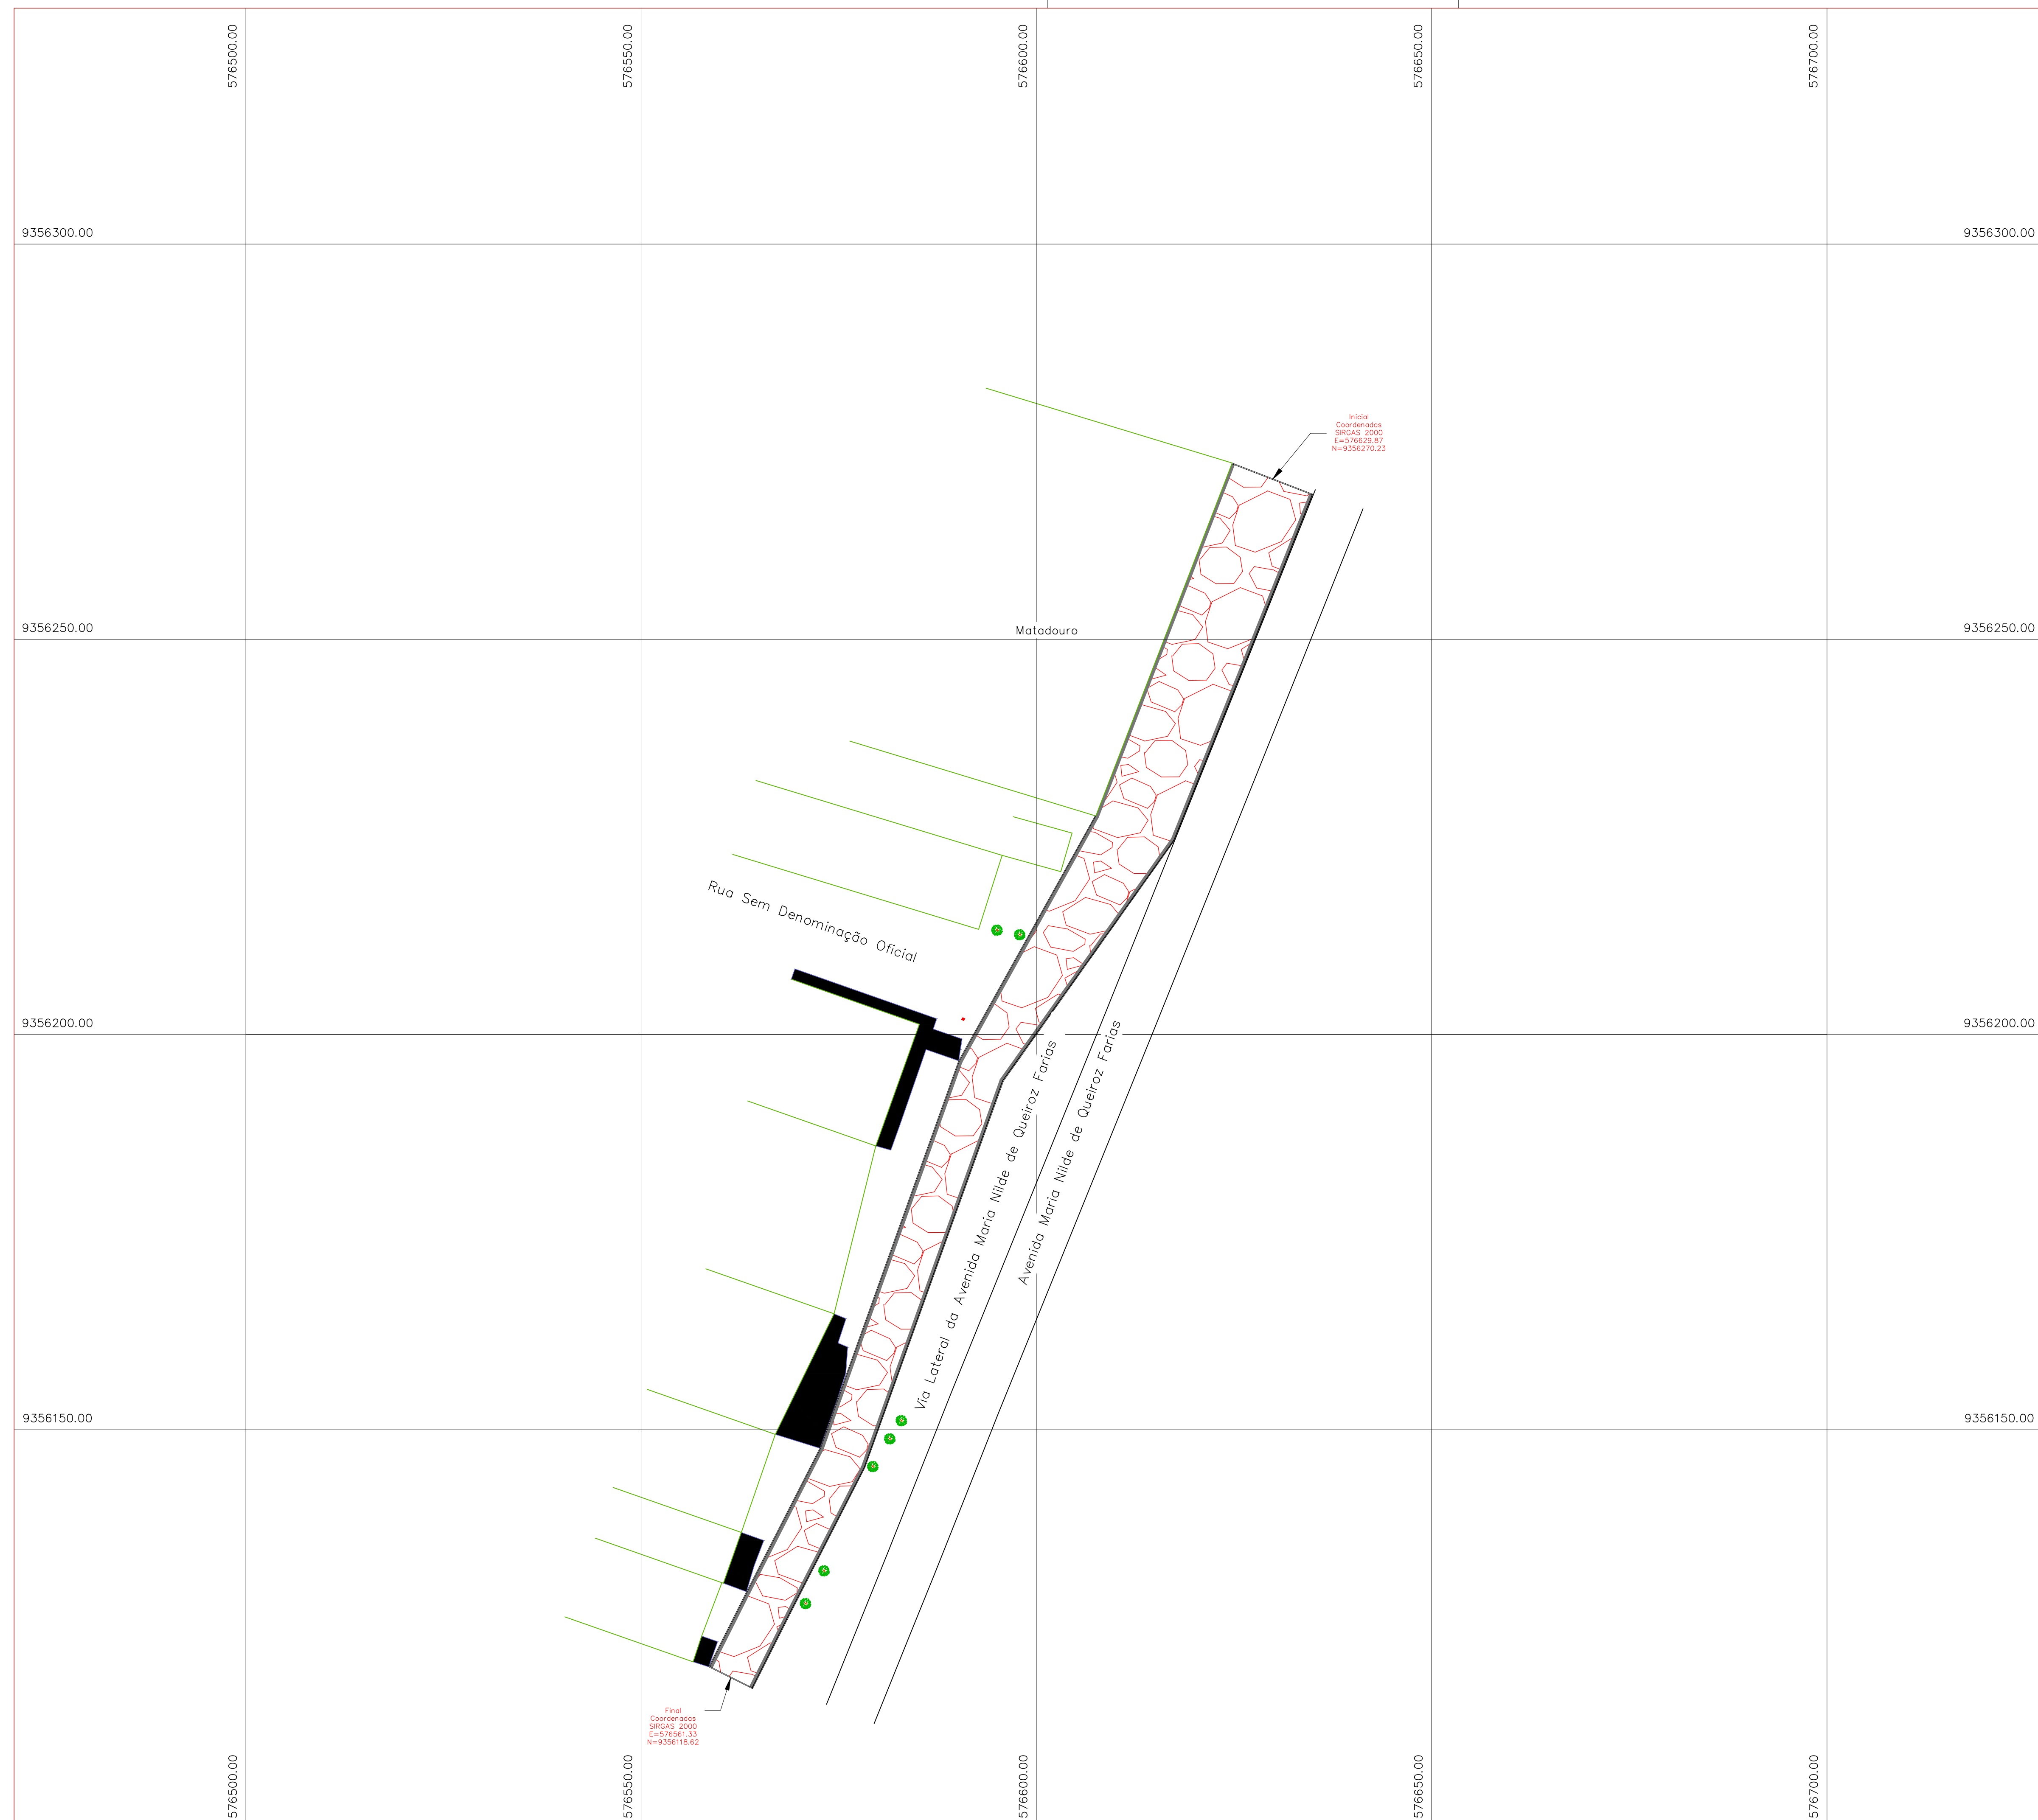 576500.00
576550.00
576600.00
576650.00
576700.00
9356300.00
9356300.00
Inicial
Coordenadas
SIRGAS 2000
E=576629.87
N=9356270.23
9356250.00
Matadouro
9356250.00
Rua Sem Denominação Oficial
9356200.00
9356200.00
Via Lateral da Avenida Maria Nilde de Queiroz Farias
Avenida Maria Nilde de Queiroz Farias
9356150.00
9356150.00
Final
Coordenadas
SIRGAS 2000
E=576561.33
N=9356118.62
576500.00
576550.00
576600.00
576650.00
576700.00